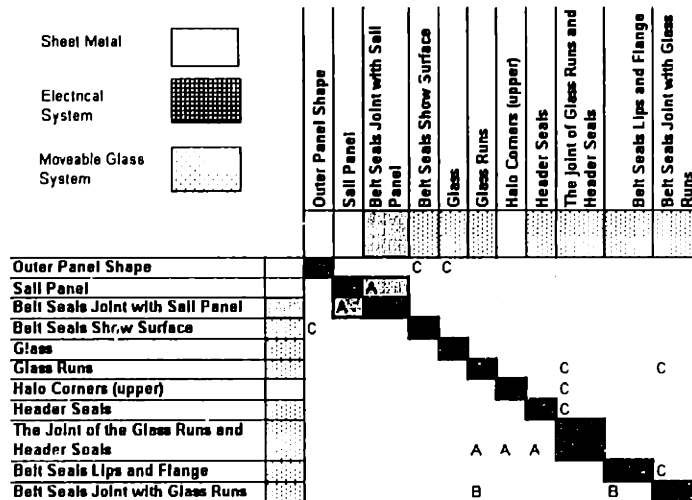 Sheet Metal
Electrical
System
Moveable Glass
System
Outer Panel Shape
Sail Panel
Belt Seals Joint with Sail
Panel
Belt Seals Show Surface
Glass
Glass Runs
Halo Corners (upper)
Header Seals
The Joint of Glass Runs and
Header Seals
Belt Seals Lips and Flange
Belt Seals Joint with Glass
Runs
Outer Panel Shape C C
Sail Panel A
Belt Seals Joint with Sail Panel A
Belt Seals Show Surface C
Glass
Glass Runs C C
Halo Corners (upper) C
Header Seals C
The Joint of the Glass Runs and
Header Seals A A A
Belt Seals Lips and Flange C
Belt Seals Joint with Glass Runs B B